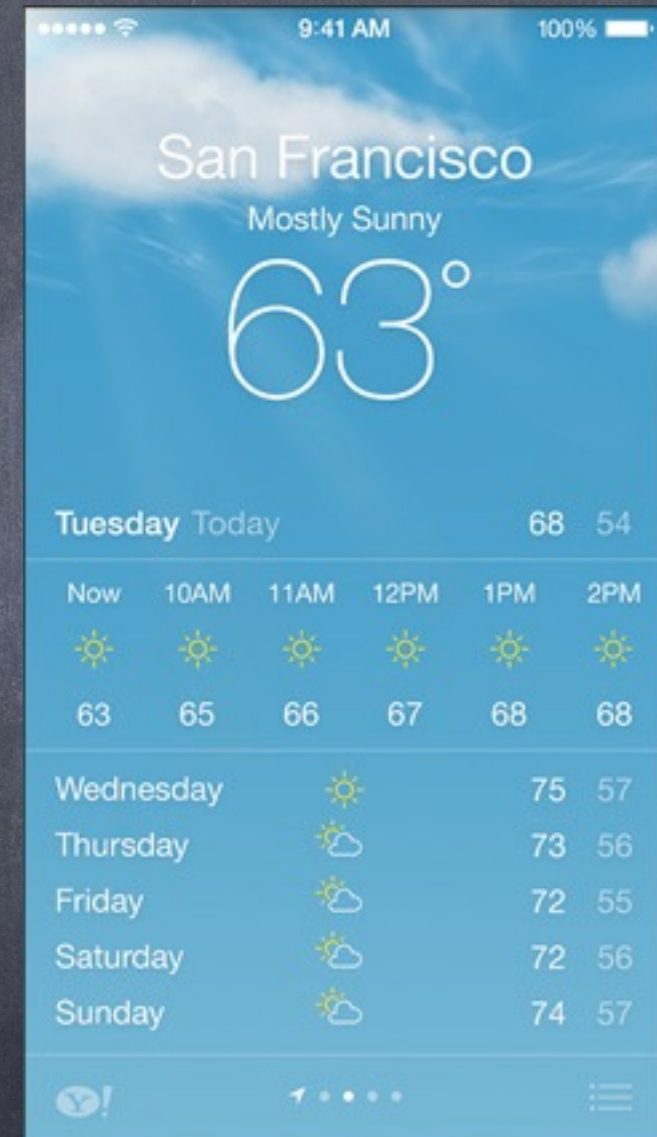 9:41 AM 100%
San Francisco
Mostly Sunny
63°
Tuesday Today 68 54
Now 10AM 11AM 12PM 1PM 2PM
63 65 66 67 68 68
Wednesday 75 57
Thursday 73 56
Friday 72 55
Saturday 72 56
Sunday 74 57
Y!